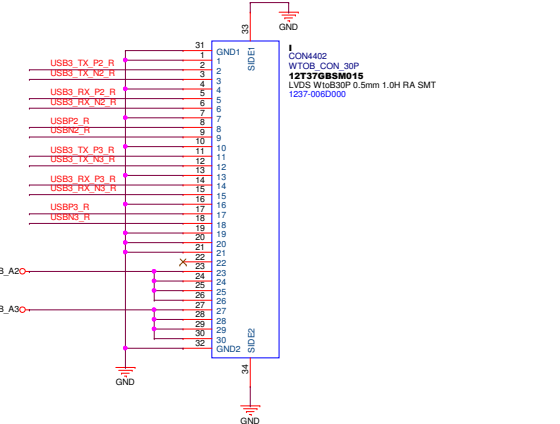 33
GND
31
GND1
SIDE1
I
CON4402
WTOB_CON_30P
12T37GBSM015
LVDS WtoB30P 0.5mm 1.0H RA SMT
1237-006D000
1
1
USB3_TX_P2_R
2
2
USB3_TX_N2_R
3
3
4
4
USB3_RX_P2_R
5
5
USB3_RX_N2_R
6
6
7
7
USBP2_R
8
8
USBN2_R
9
9
10
10
USB3_TX_P3_R
11
11
USB3_TX_N3_R
12
12
13
13
USB3_RX_P3_R
14
14
USB3_RX_N3_R
15
15
16
16
USBP3_R
17
17
USBN3_R
18
18
19
19
20
20
21
21
22
22
B_A2
23
23
24
24
25
25
26
26
B_A3
27
27
28
28
29
29
30
30
32
GND2
SIDE2
34
GND
GND